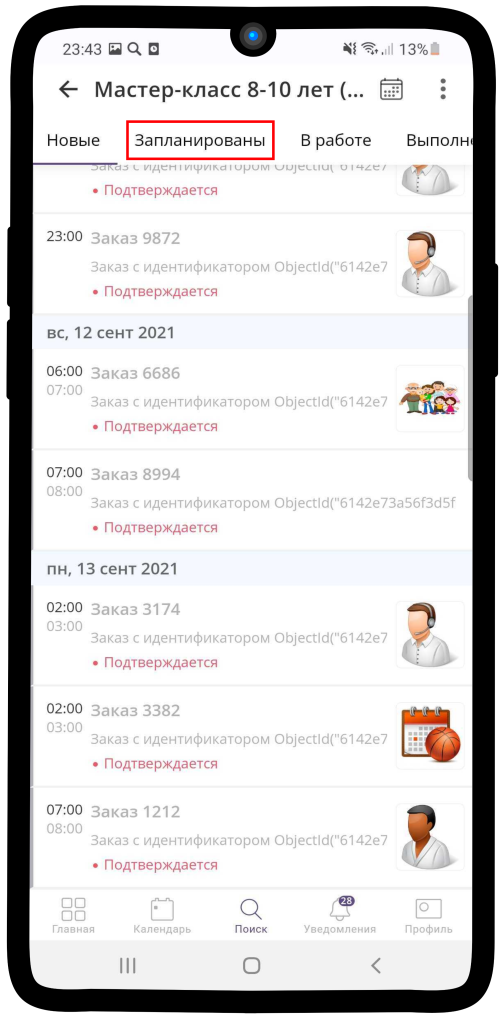 23:43 13%
Мастер-класс 8-10 лет (...
Новые Запланированы В работе Выполне
Заказ с идентификатором ObjectId("6142e7
• Подтверждается
23:00 Заказ 9872
Заказ с идентификатором ObjectId("6142e7
• Подтверждается
вс, 12 сент 2021
06:00 Заказ 6686
07:00
Заказ с идентификатором ObjectId("6142e7
• Подтверждается
07:00 Заказ 8994
08:00
Заказ с идентификатором ObjectId("6142e73a56f3d5f
• Подтверждается
пн, 13 сент 2021
02:00 Заказ 3174
03:00
Заказ с идентификатором ObjectId("6142e7
• Подтверждается
02:00 Заказ 3382
03:00
Заказ с идентификатором ObjectId("6142e7
• Подтверждается
07:00 Заказ 1212
08:00
Заказ с идентификатором ObjectId("6142e7
• Подтверждается
28
Главная Календарь Поиск Уведомления Профиль